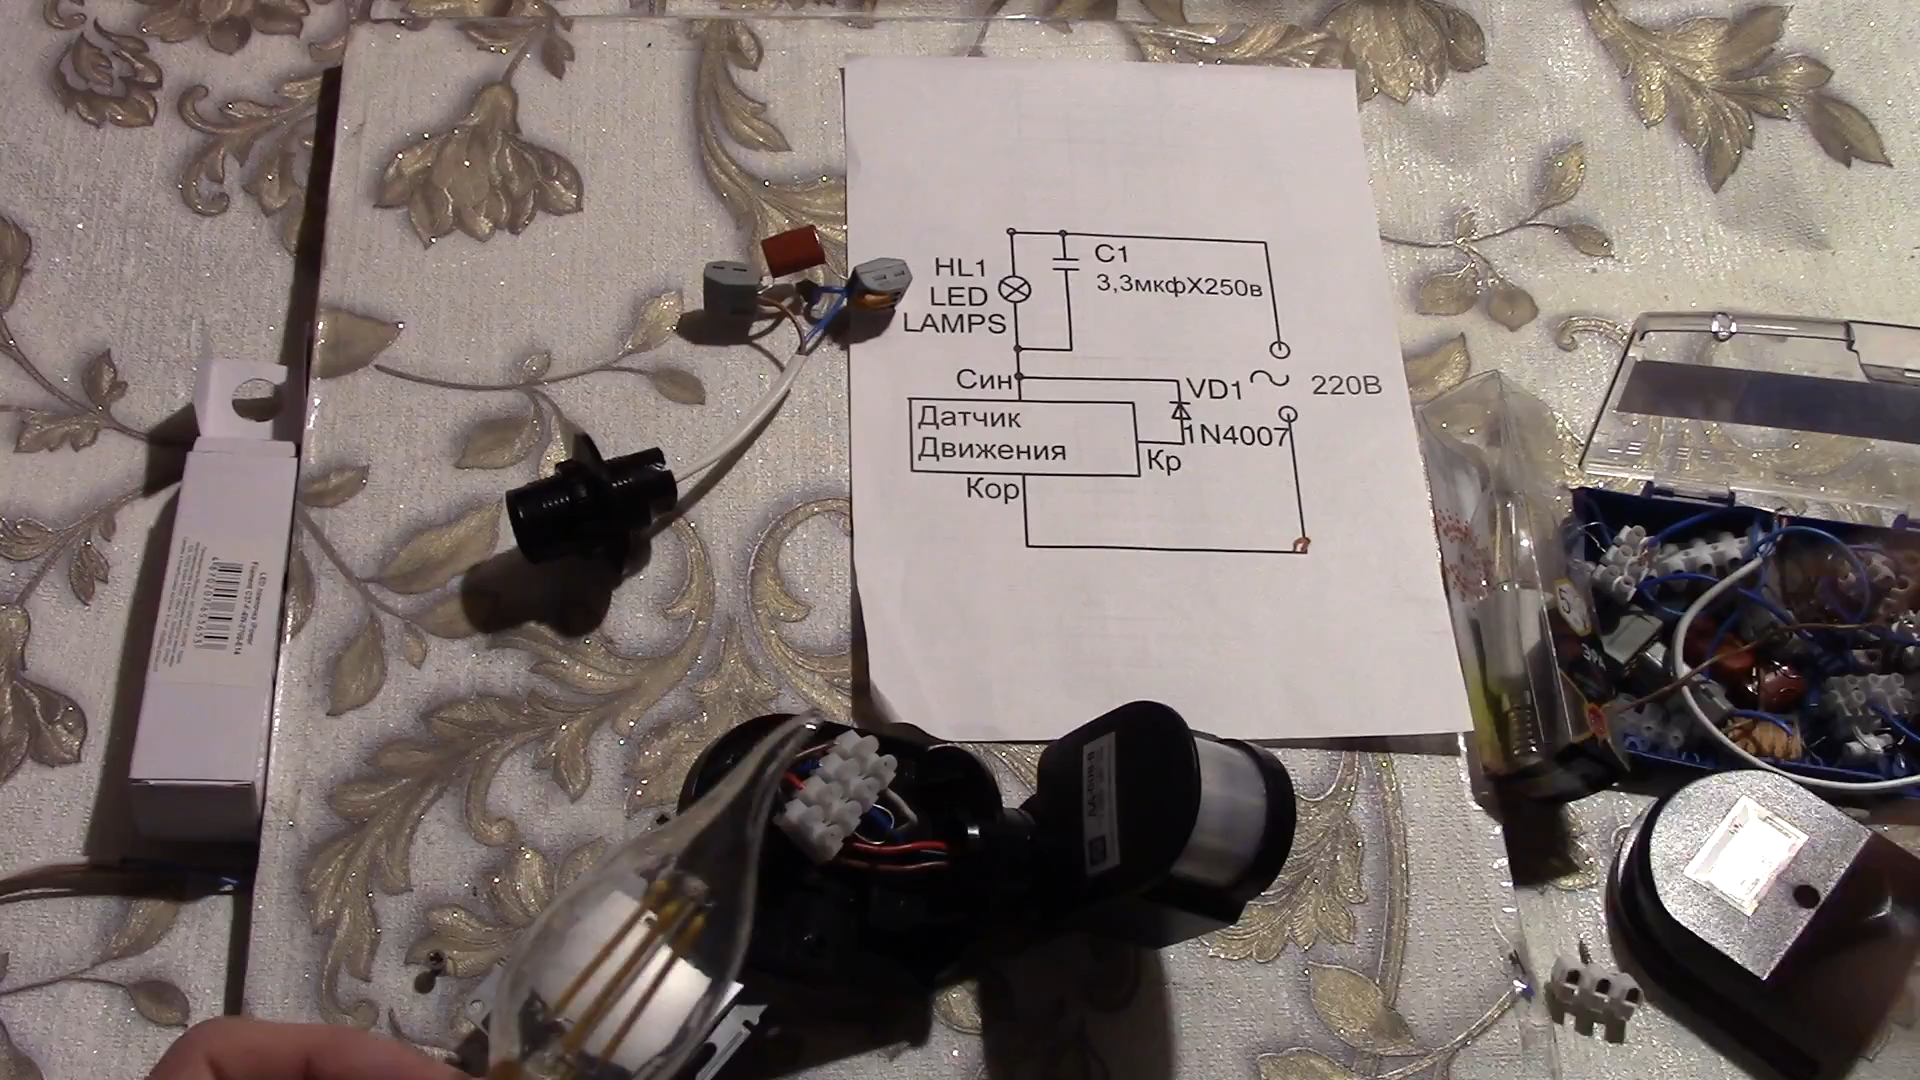 HL1
LED
LAMPS
C1
3,3мкфХ250в
Син
VD1
220В
1N4007
Датчик
Движения
Кр
Кор